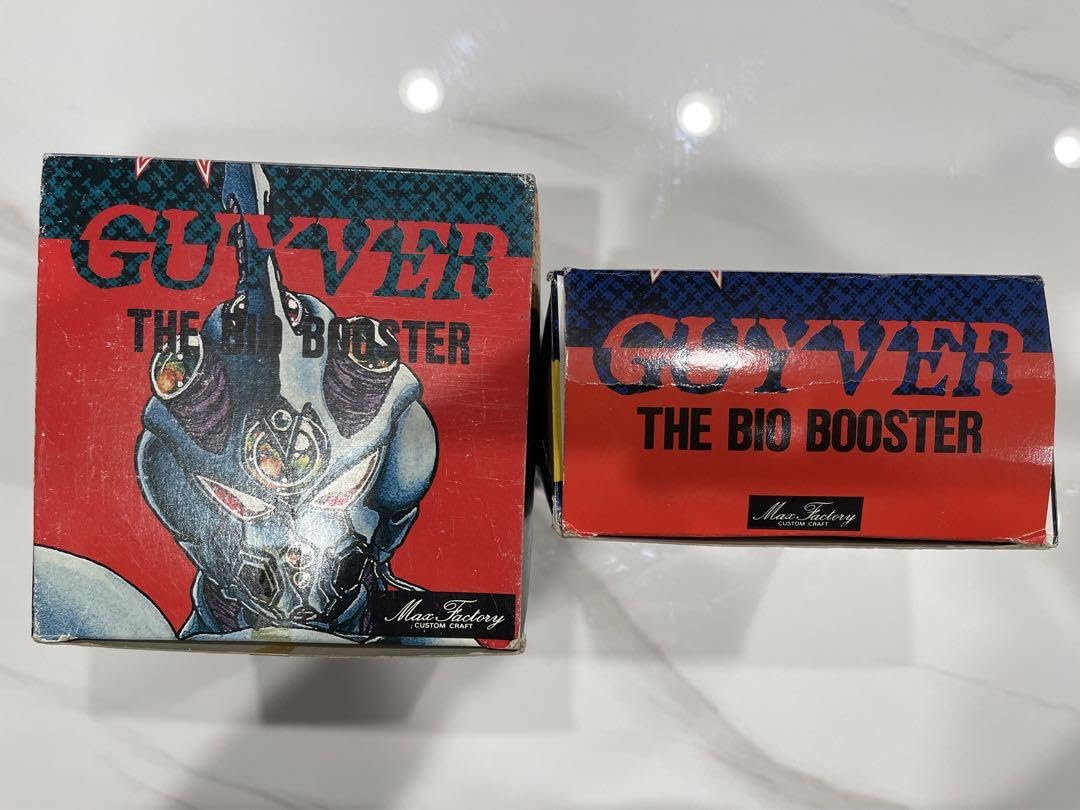 GUYVER
THE BIO BOOSTER
Max Factory
CUSTOM CRAFT
GUYVER
THE BIO BOOSTER
Max Factory
CUSTOM CRAFT